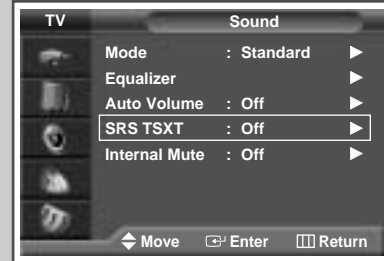 TV Sound
Mode : Standard
Equalizer
Auto Volume : Off
SRS TSXT : Off
Internal Mute : Off
Move Enter Return